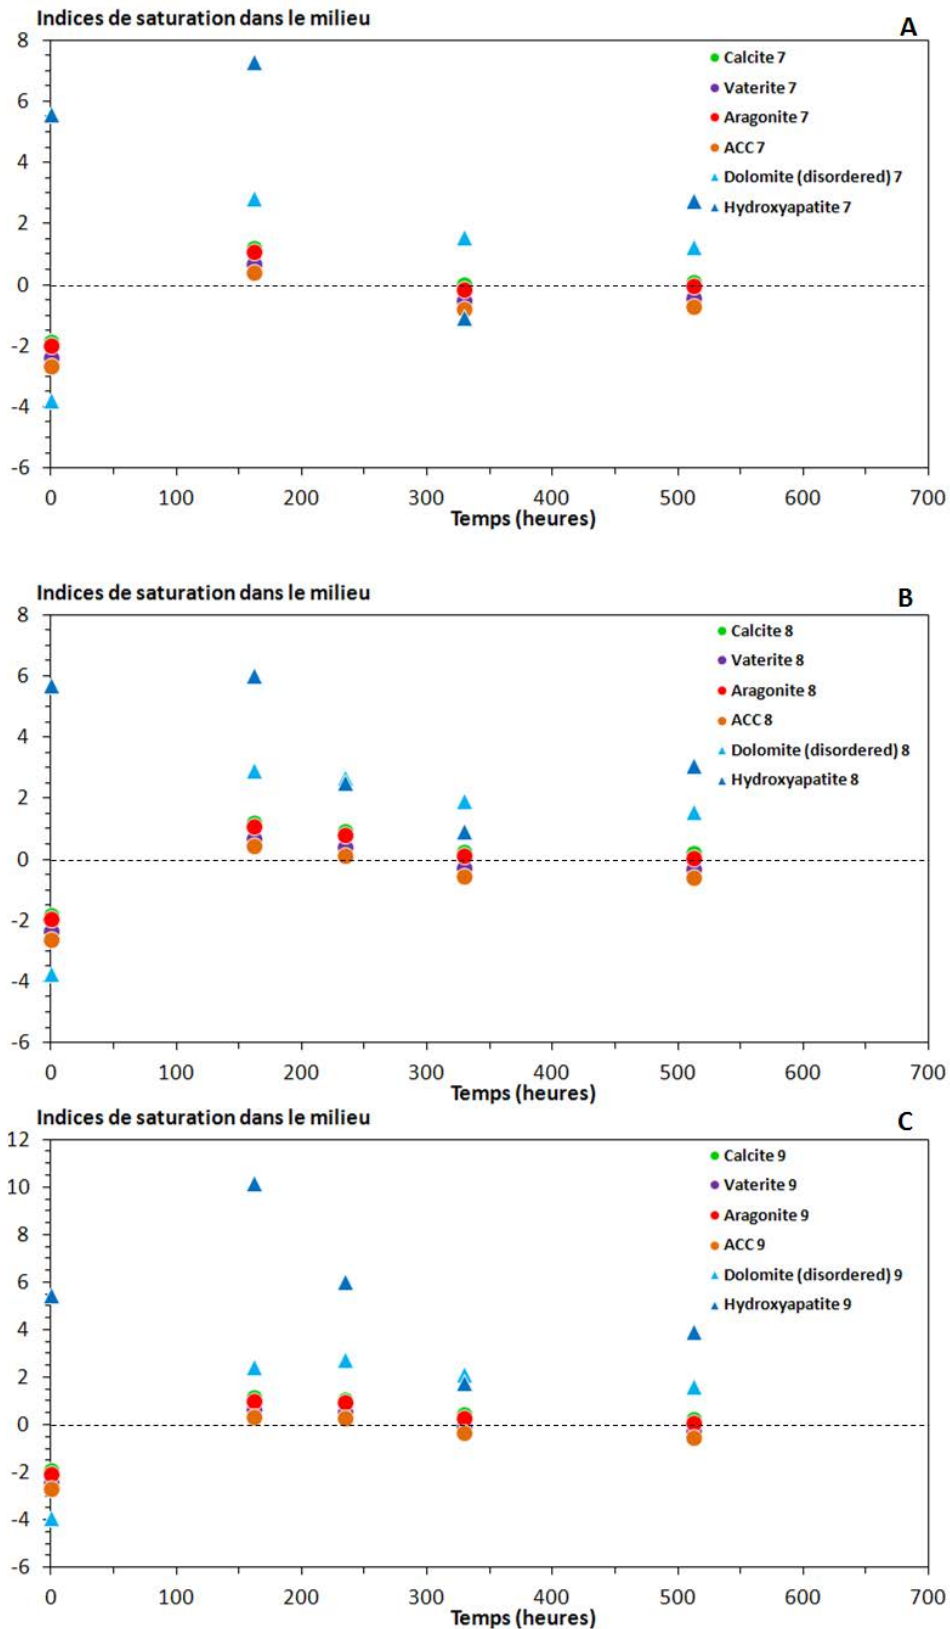 Indices de saturation dans le milieu
A
8
6
4
2
0
-2
-4
-6
Calcite 7
Vaterite 7
Aragonite 7
ACC 7
Dolomite (disordered) 7
Hydroxyapatite 7
0 100 200 300 400 500 600 700
Temps (heures)
Indices de saturation dans le milieu
B
8
6
4
2
0
-2
-4
-6
Calcite 8
Vaterite 8
Aragonite 8
ACC 8
Dolomite (disordered) 8
Hydroxyapatite 8
0 100 200 300 400 500 600 700
Temps (heures)
Indices de saturation dans le milieu
C
12
10
8
6
4
2
0
-2
-4
-6
Calcite 9
Vaterite 9
Aragonite 9
ACC 9
Dolomite (disordered) 9
Hydroxyapatite 9
0 100 200 300 400 500 600 700
Temps (heures)